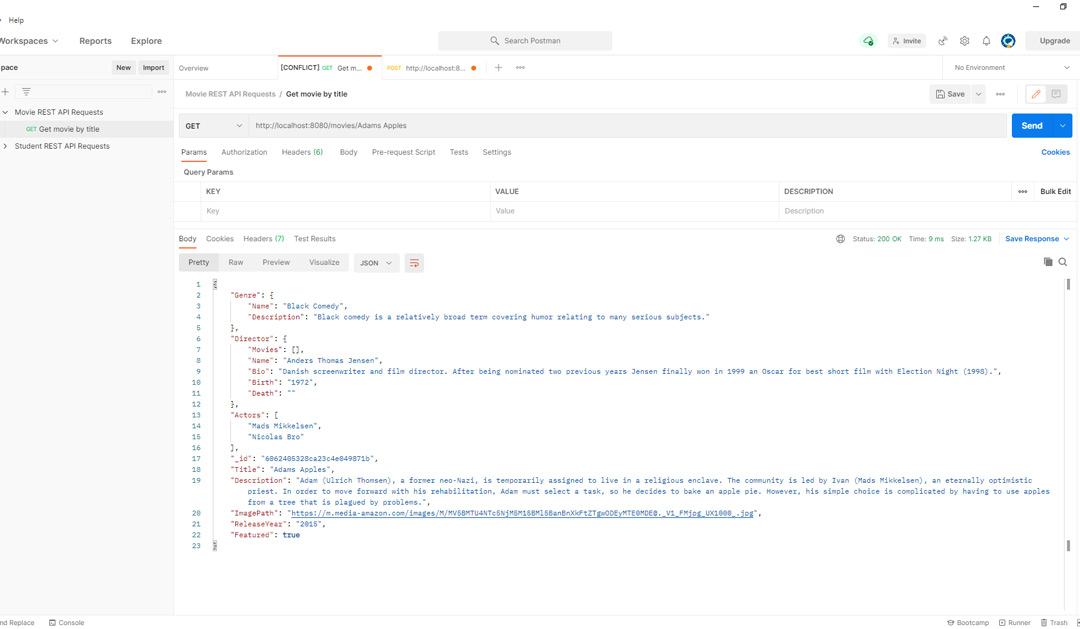 Help
Workspaces
Reports
Explore
Search Postman
Invite
Upgrade
pace
New
Import
Overview
[CONFLICT] GET Get m...
POST http://localhost:8...
No Environment
Movie REST API Requests / Get movie by title
Save
Movie REST API Requests
GET Get movie by title
Student REST API Requests
GET
http://localhost:8080/movies/Adams Apples
Send
Params
Authorization
Headers (6)
Body
Pre-request Script
Tests
Settings
Cookies
Query Params
KEY
VALUE
DESCRIPTION
Bulk Edit
Key
Value
Description
Body
Cookies
Headers (7)
Test Results
Status: 200 OK
Time: 9 ms
Size: 1.27 KB
Save Response
Pretty
Raw
Preview
Visualize
JSON
1 {
2 "Genre": {
3 "Name": "Black Comedy",
4 "Description": "Black comedy is a relatively broad term covering humor relating to many serious subjects."
5 },
6 "Director": {
7 "Movies": [],
8 "Name": "Anders Thomas Jensen",
9 "Bio": "Danish screenwriter and film director. After being nominated two previous years Jensen finally won in 1999 an Oscar for best short film with Election Night (1998).",
10 "Birth": "1972",
11 "Death": ""
12 },
13 "Actors": [
14 "Mads Mikkelsen",
15 "Nicolas Bro"
16 ],
17 "_id": "6062405328ca23c4e049871b",
18 "Title": "Adams Apples",
19 "Description": "Adam (Ulrich Thomsen), a former neo-Nazi, is temporarily assigned to live in a religious enclave. The community is led by Ivan (Mads Mikkelsen), an eternally optimistic
priest. In order to move forward with his rehabilitation, Adam must select a task, so he decides to bake an apple pie. However, his simple choice is complicated by having to use apples
from a tree that is plagued by problems.",
20 "ImagePath": "https://m.media-amazon.com/images/M/MV5BMTU4NTc5NjM5M15BMl5BanBnXkFtZTgwODEyMTE0MDE@._V1_FMjpg_UX1000_.jpg",
21 "ReleaseYear": "2015",
22 "Featured": true
23 }
nd Replace
Console
Bootcamp
Runner
Trash